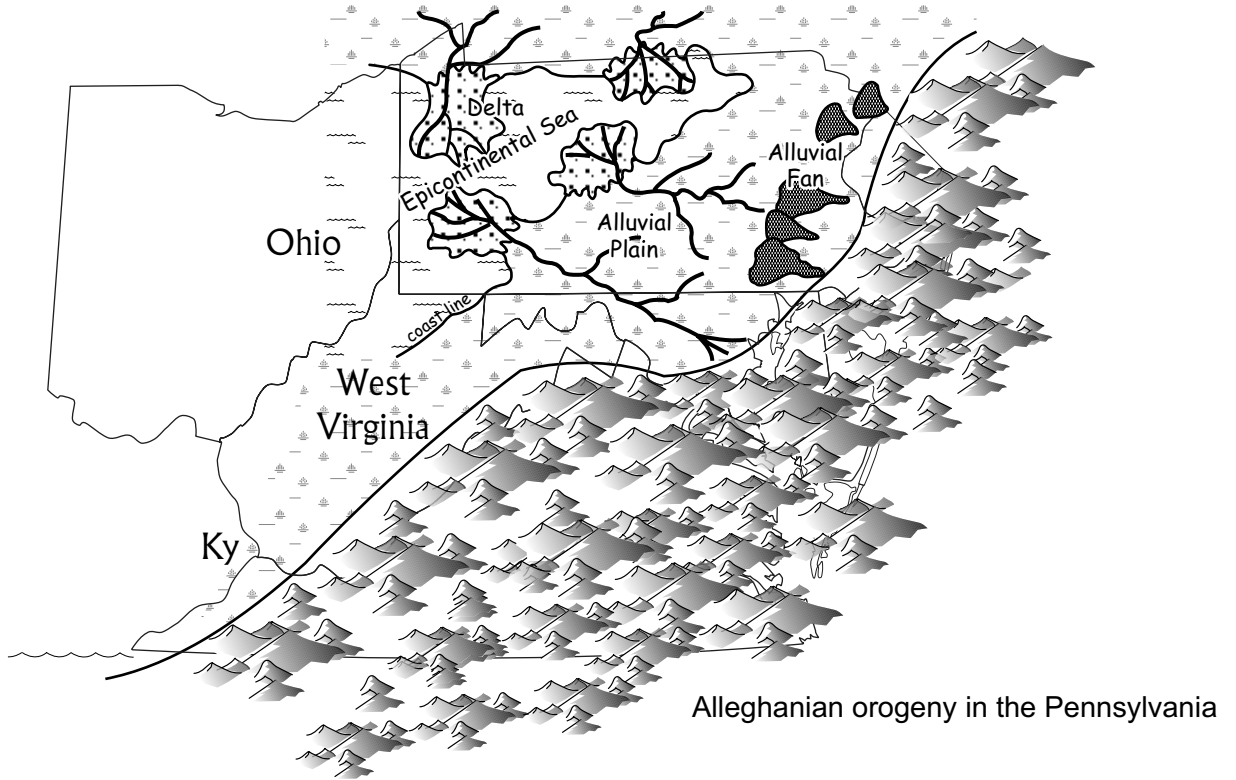 Delta
Epicontinental Sea
Alluvial
Fan
Ohio
Alluvial
Plain
coast line
West
Virginia
Ky
Alleghanian orogeny in the Pennsylvania